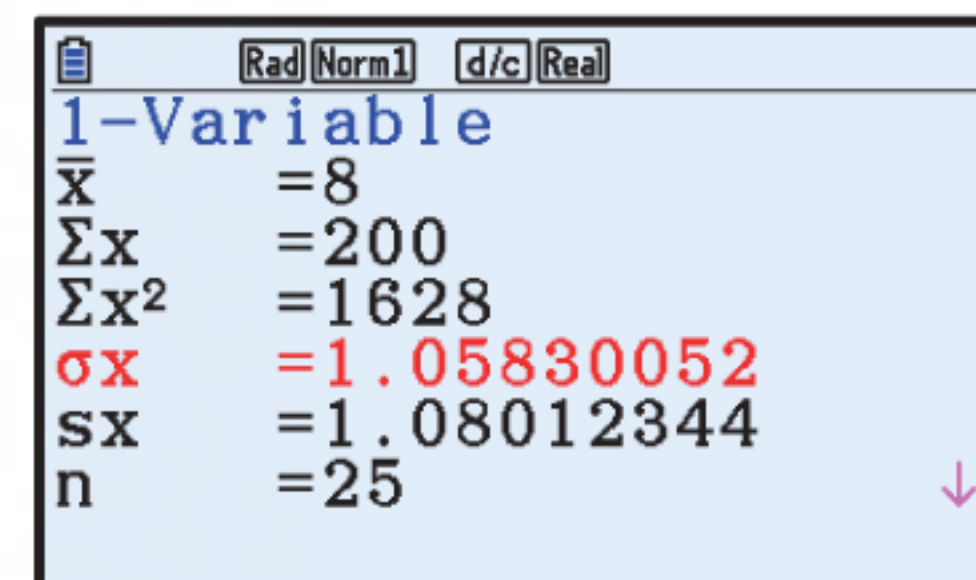 Rad Norm1 d/c Real
1-Variable
x̄ =8
Σx =200
Σx² =1628
σx =1.05830052
sx =1.08012344
n =25 ↓